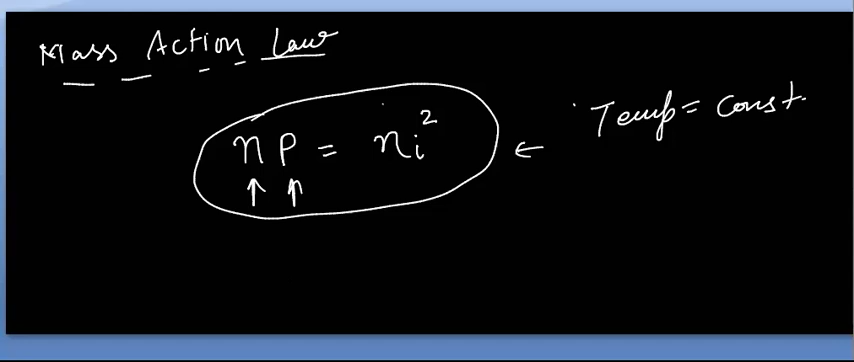 Mass Action Law
np = ni² ← Temp = const.
↑ ↑